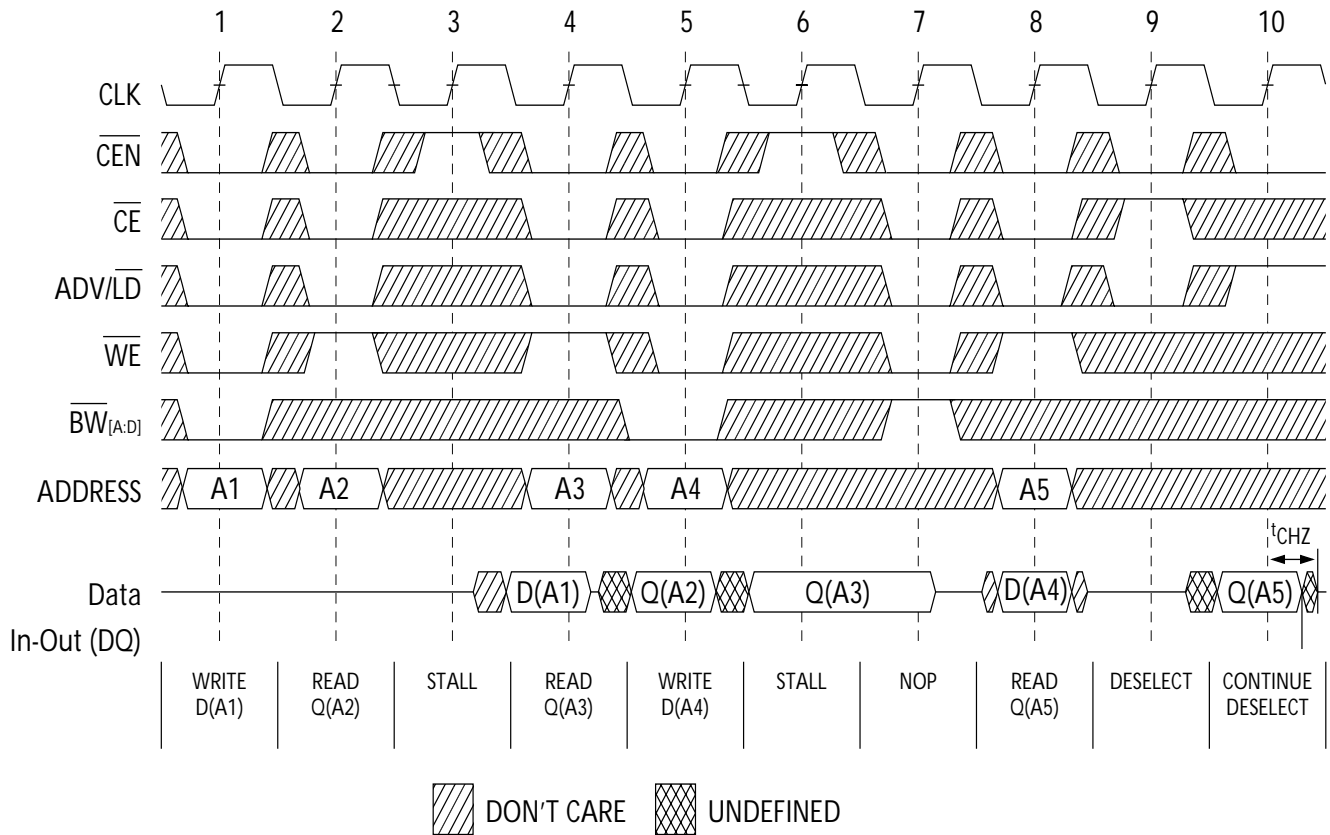 1 2 3 4 5 6 7 8 9 10
CLK
CEN
CE
ADV/LD
WE
BW[A:D]
ADDRESS A1 A2 A3 A4 A5
tCHZ
Data D(A1) Q(A2) Q(A3) D(A4) Q(A5)
In-Out (DQ)
WRITE READ STALL READ WRITE STALL NOP READ DESELECT CONTINUE
D(A1) Q(A2) Q(A3) D(A4) Q(A5) DESELECT
DON'T CARE UNDEFINED